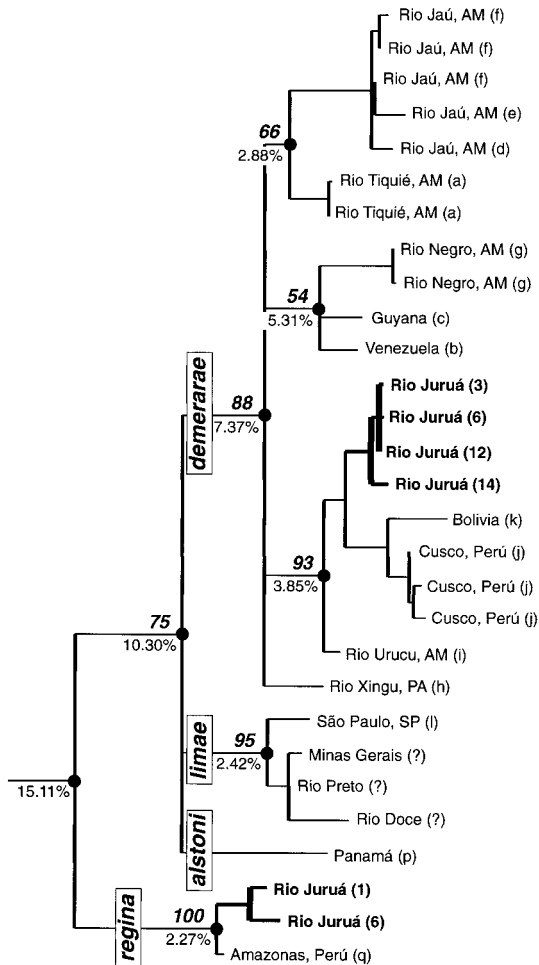 Rio Jaú, AM (f)
Rio Jaú, AM (f)
Rio Jaú, AM (f)
Rio Jaú, AM (e)
Rio Jaú, AM (d)
66
2.88%
Rio Tiquié, AM (a)
Rio Tiquié, AM (a)
Rio Negro, AM (g)
Rio Negro, AM (g)
54
5.31%
Guyana (c)
Venezuela (b)
demerarae
88
7.37%
Rio Juruá (3)
Rio Juruá (6)
Rio Juruá (12)
Rio Juruá (14)
Bolivia (k)
Cusco, Perú (j)
Cusco, Perú (j)
Cusco, Perú (j)
93
3.85%
Rio Urucu, AM (i)
Rio Xingu, PA (h)
75
10.30%
limae
95
2.42%
São Paulo, SP (l)
Minas Gerais (?)
Rio Preto (?)
Rio Doce (?)
15.11%
alstoni
Panamá (p)
regina
100
2.27%
Rio Juruá (1)
Rio Juruá (6)
Amazonas, Perú (q)